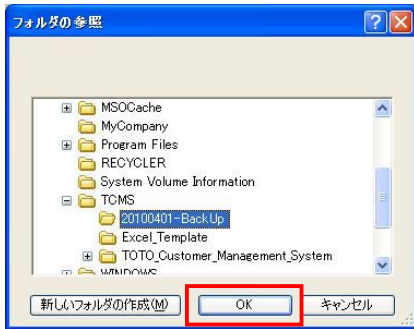 フォルダの参照
MSOCache
MyCompany
Program Files
RECYCLER
System Volume Information
TCMS
20100401-BackUp
Excel_Template
TOTO_Customer_Management_System
WINDOWS
新しいフォルダの作成(M) OK キャンセル